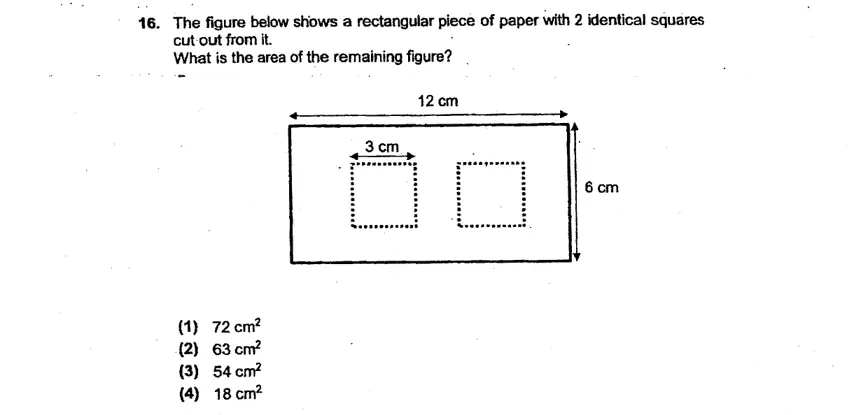 16. The figure below shows a rectangular piece of paper with 2 identical squares
cut out from it.
What is the area of the remaining figure?
12 cm
3 cm
6 cm
(1) 72 cm²
(2) 63 cm²
(3) 54 cm²
(4) 18 cm²